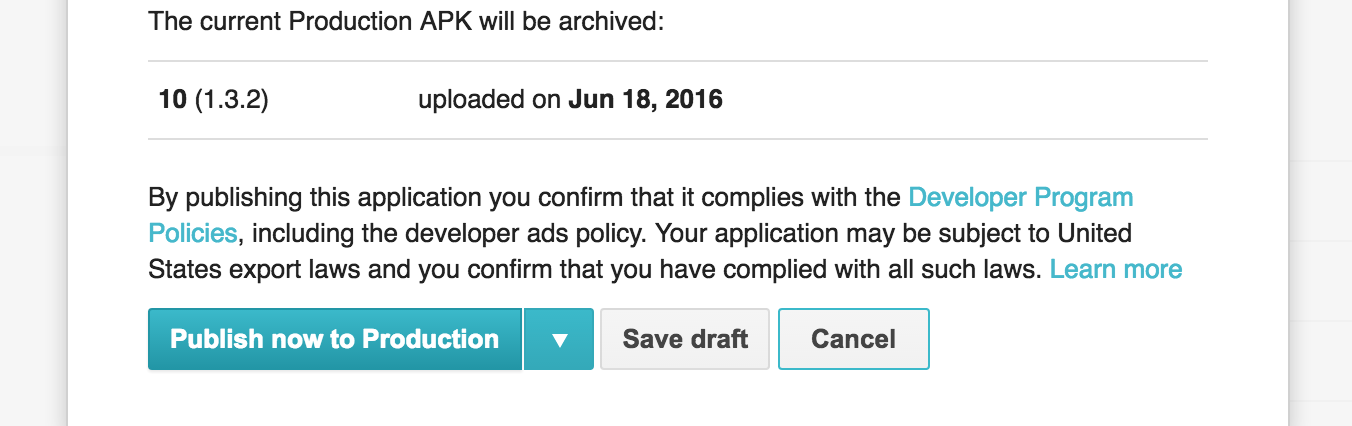 The current Production APK will be archived:
10 (1.3.2) uploaded on Jun 18, 2016
By publishing this application you confirm that it complies with the Developer Program
Policies, including the developer ads policy. Your application may be subject to United
States export laws and you confirm that you have complied with all such laws. Learn more
Publish now to Production ▼ Save draft Cancel